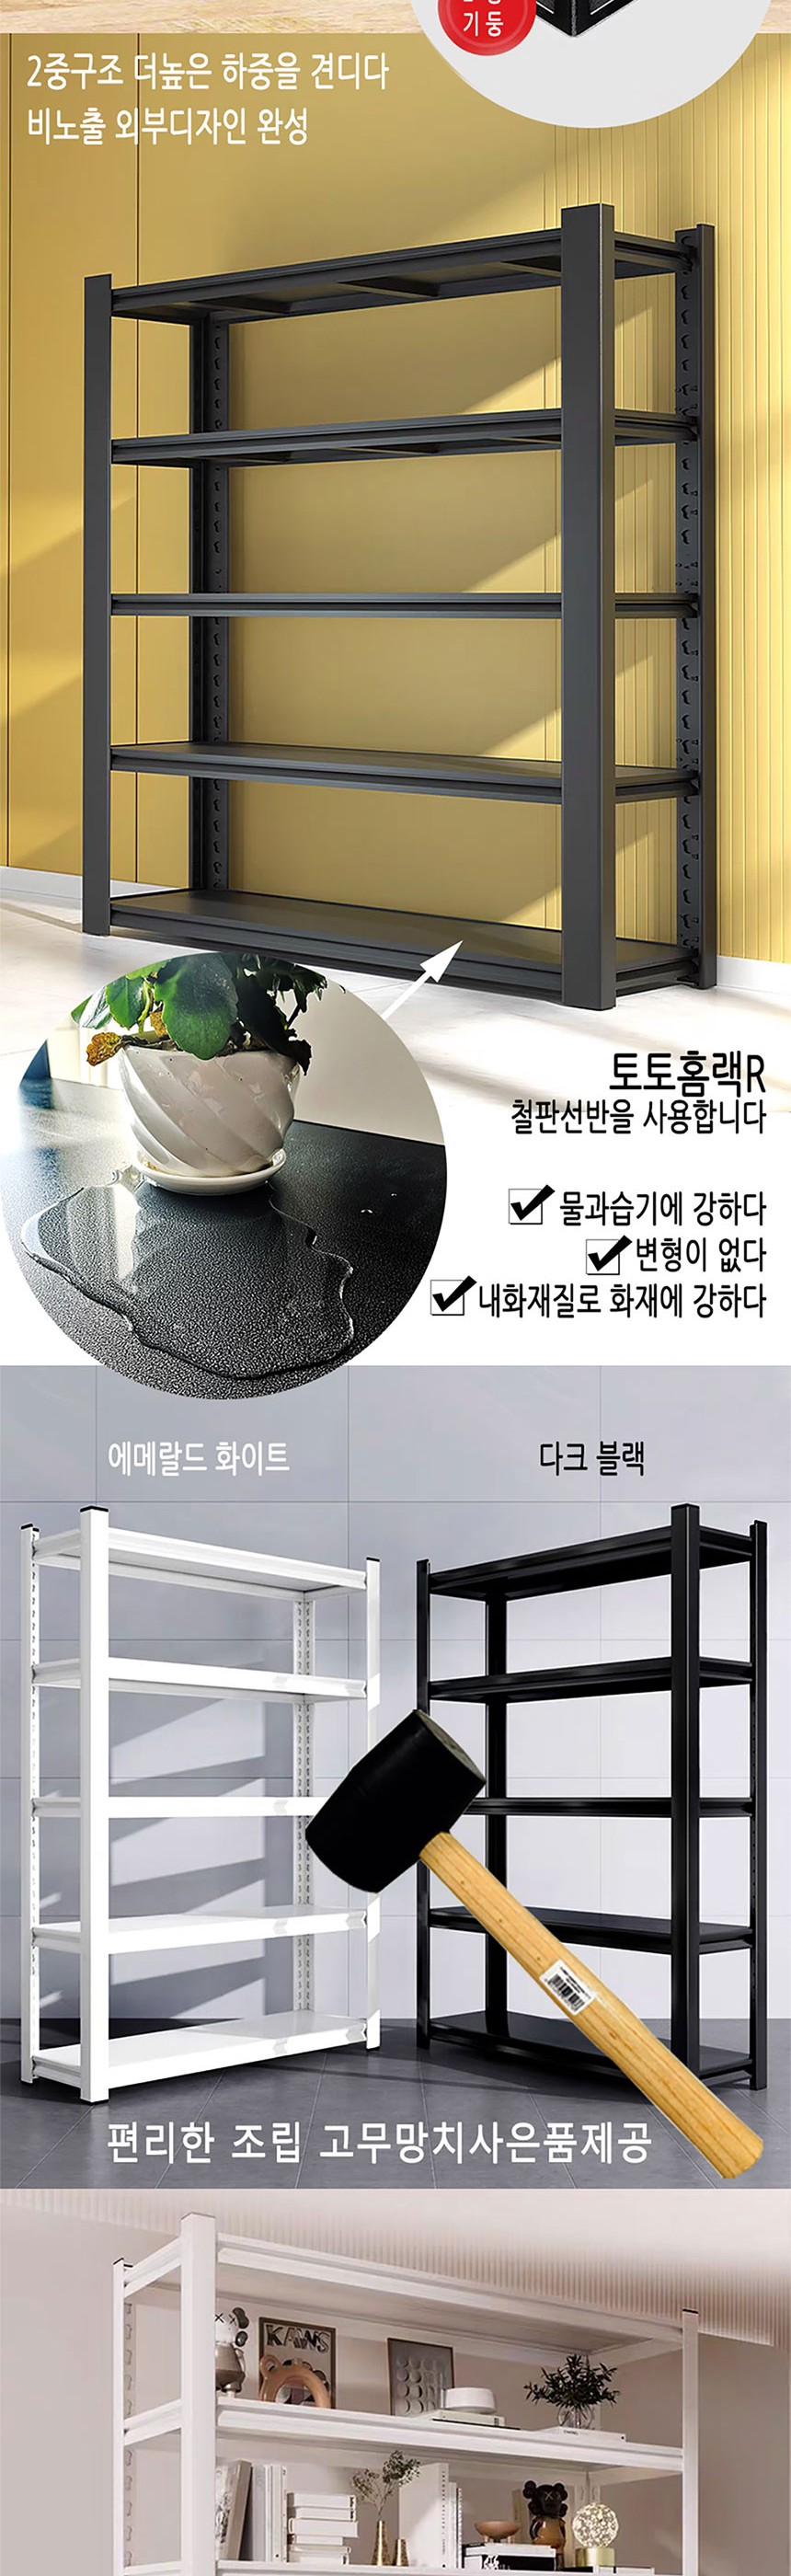 기둥
2중구조 더높은 하중을 견디다
비노출 외부디자인 완성
토토홈랙R
철판선반을 사용합니다
물과습기에 강하다
변형이 없다
내화재질로 화재에 강하다
에메랄드 화이트
다크 블랙
편리한 조립 고무망치사은품제공
KAWS